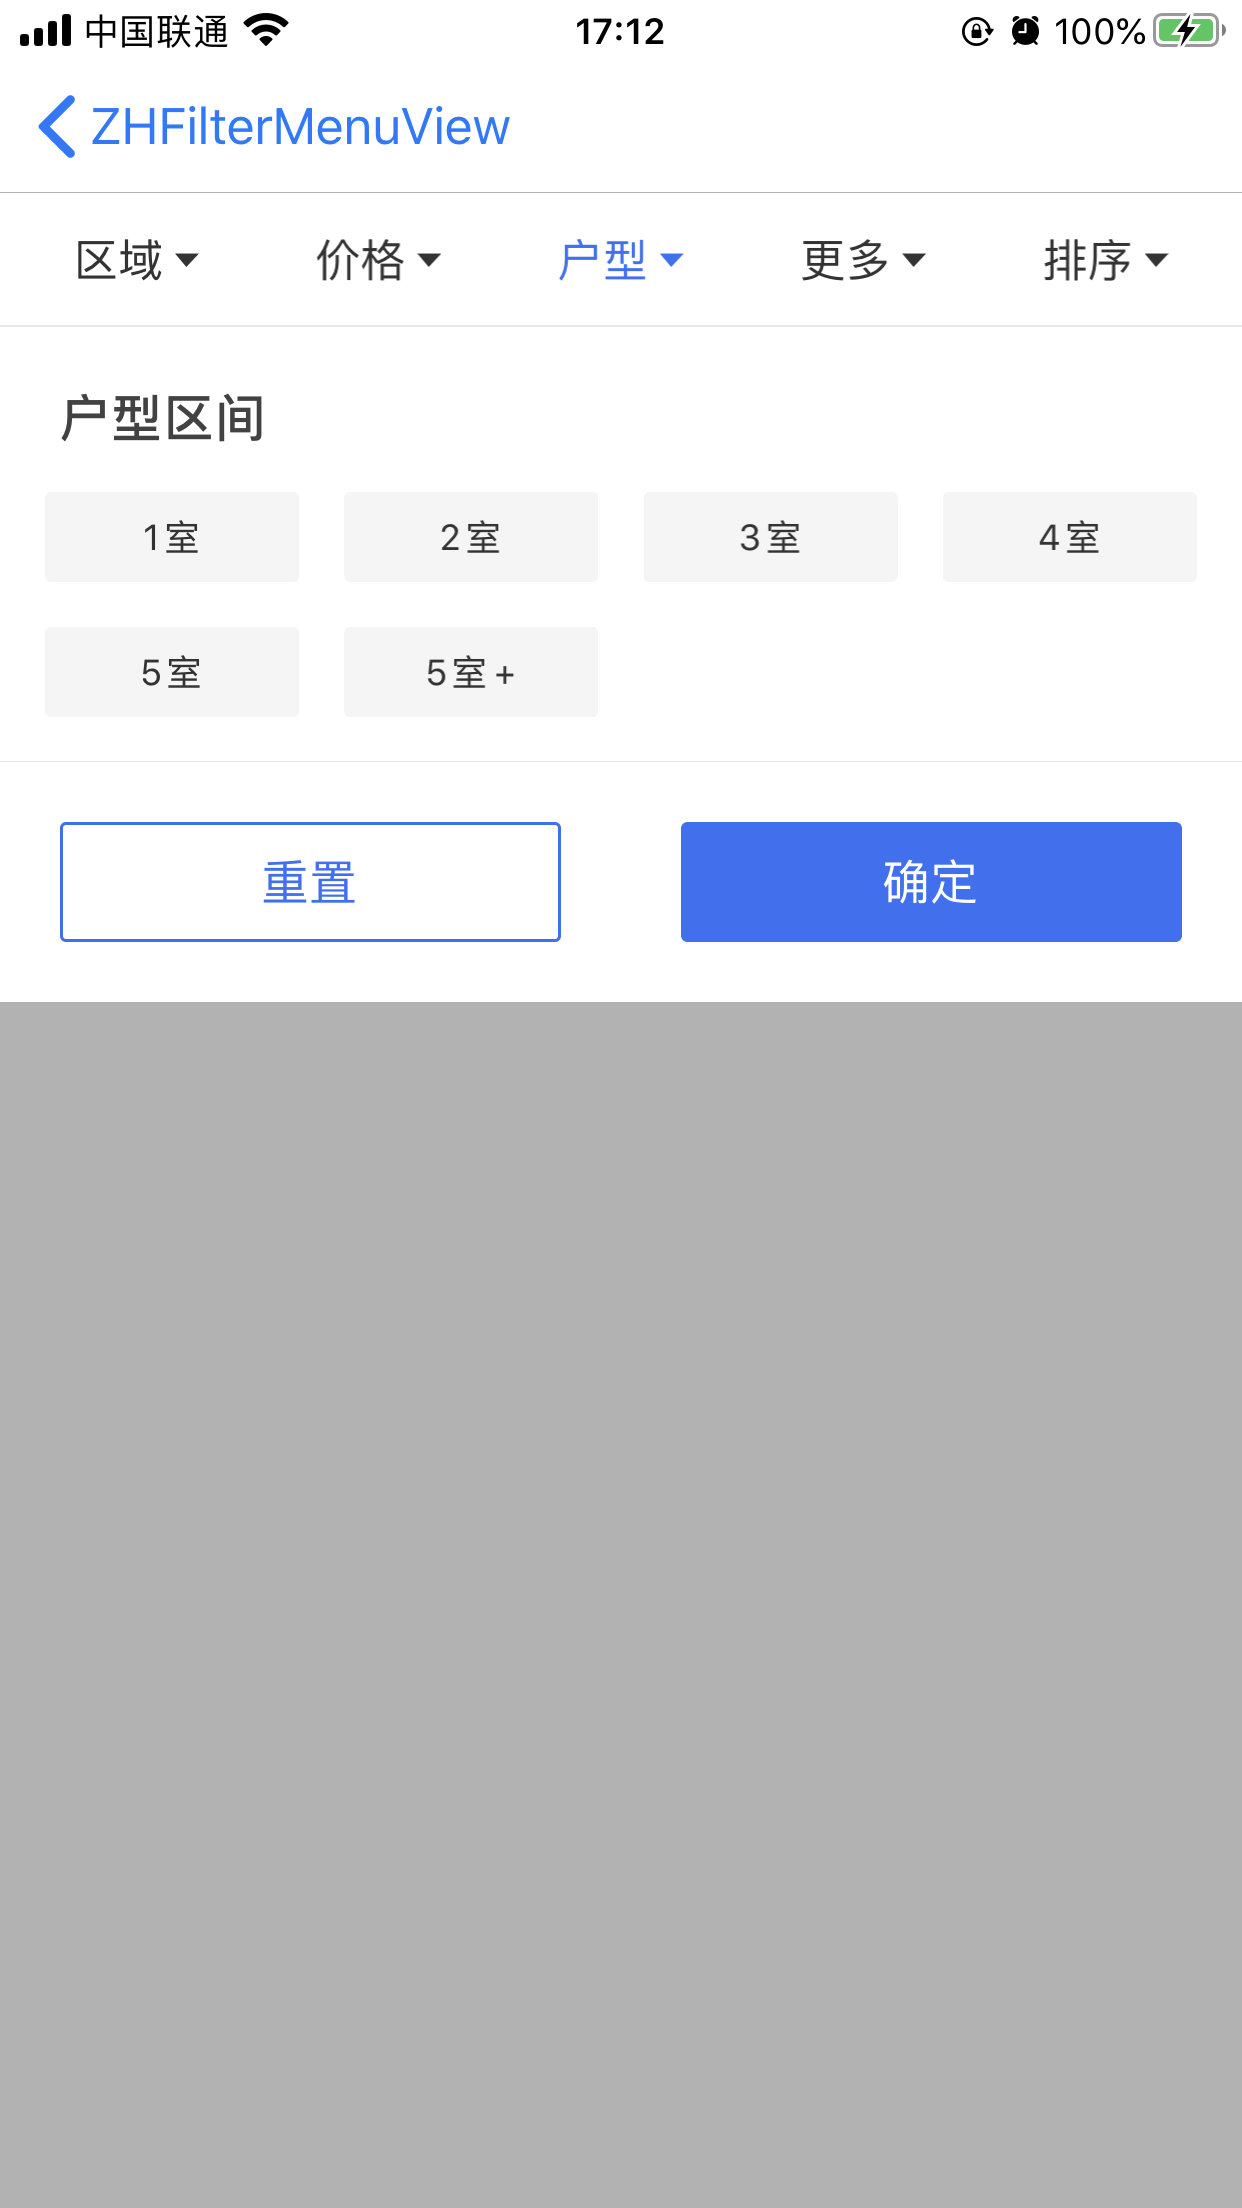 中国联通 17:12 100%
ZHFilterMenuView
区域 价格 户型 更多 排序
户型区间
1室 2室 3室 4室
5室 5室+
重置 确定